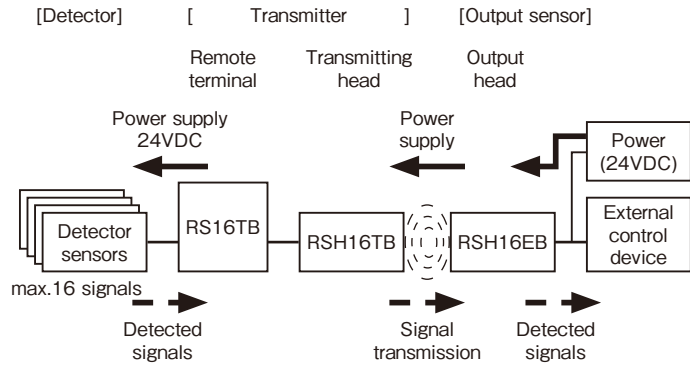 [Detector] [ Transmitter ] [Output sensor]
Remote
terminal
Transmitting
head
Output
head
Power supply
24VDC
Power
supply
Power
(24VDC)
Detector
sensors
RS16TB
RSH16TB
RSH16EB
External
control
device
max.16 signals
Detected
signals
Signal
transmission
Detected
signals